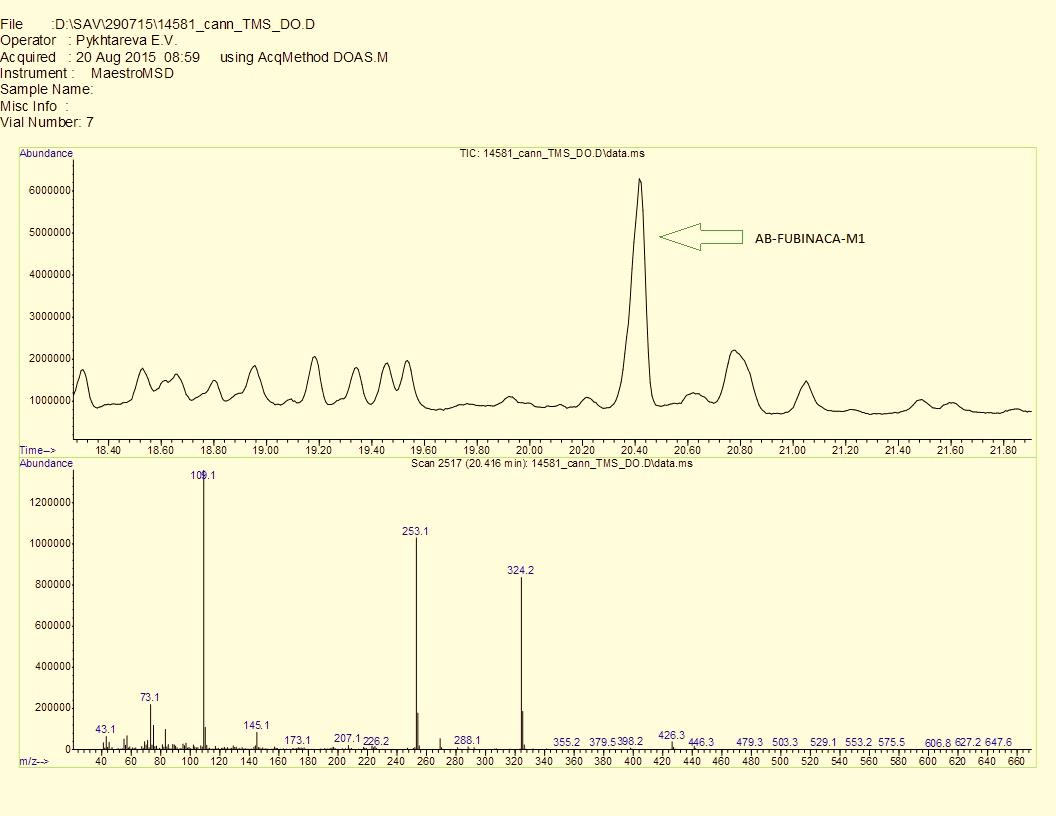 File :D:\SAV\290715\14581_cann_TMS_DO.D
Operator : Pykhtareva E.V.
Acquired : 20 Aug 2015 08:59 using AcqMethod DOAS.M
Instrument : MaestroMSD
Sample Name:
Misc Info :
Vial Number: 7
Abundance
TIC: 14581_cann_TMS_DO.D\data.ms
6000000
5000000
AB-FUBINACA-M1
4000000
3000000
2000000
1000000
Time-->
18.40 18.60 18.80 19.00 19.20 19.40 19.60 19.80 20.00 20.20 20.40 20.60 20.80 21.00 21.20 21.40 21.60 21.80
Abundance
Scan 2517 (20.416 min): 14581_cann_TMS_DO.D\data.ms
109.1
1200000
253.1
1000000
324.2
800000
600000
400000
73.1
200000
43.1 145.1 173.1 207.1 226.2 288.1 355.2 379.5 398.2 426.3 446.3 479.3 503.3 529.1 553.2 575.5 606.8 627.2 647.6
0
m/z-->
40 60 80 100 120 140 160 180 200 220 240 260 280 300 320 340 360 380 400 420 440 460 480 500 520 540 560 580 600 620 640 660